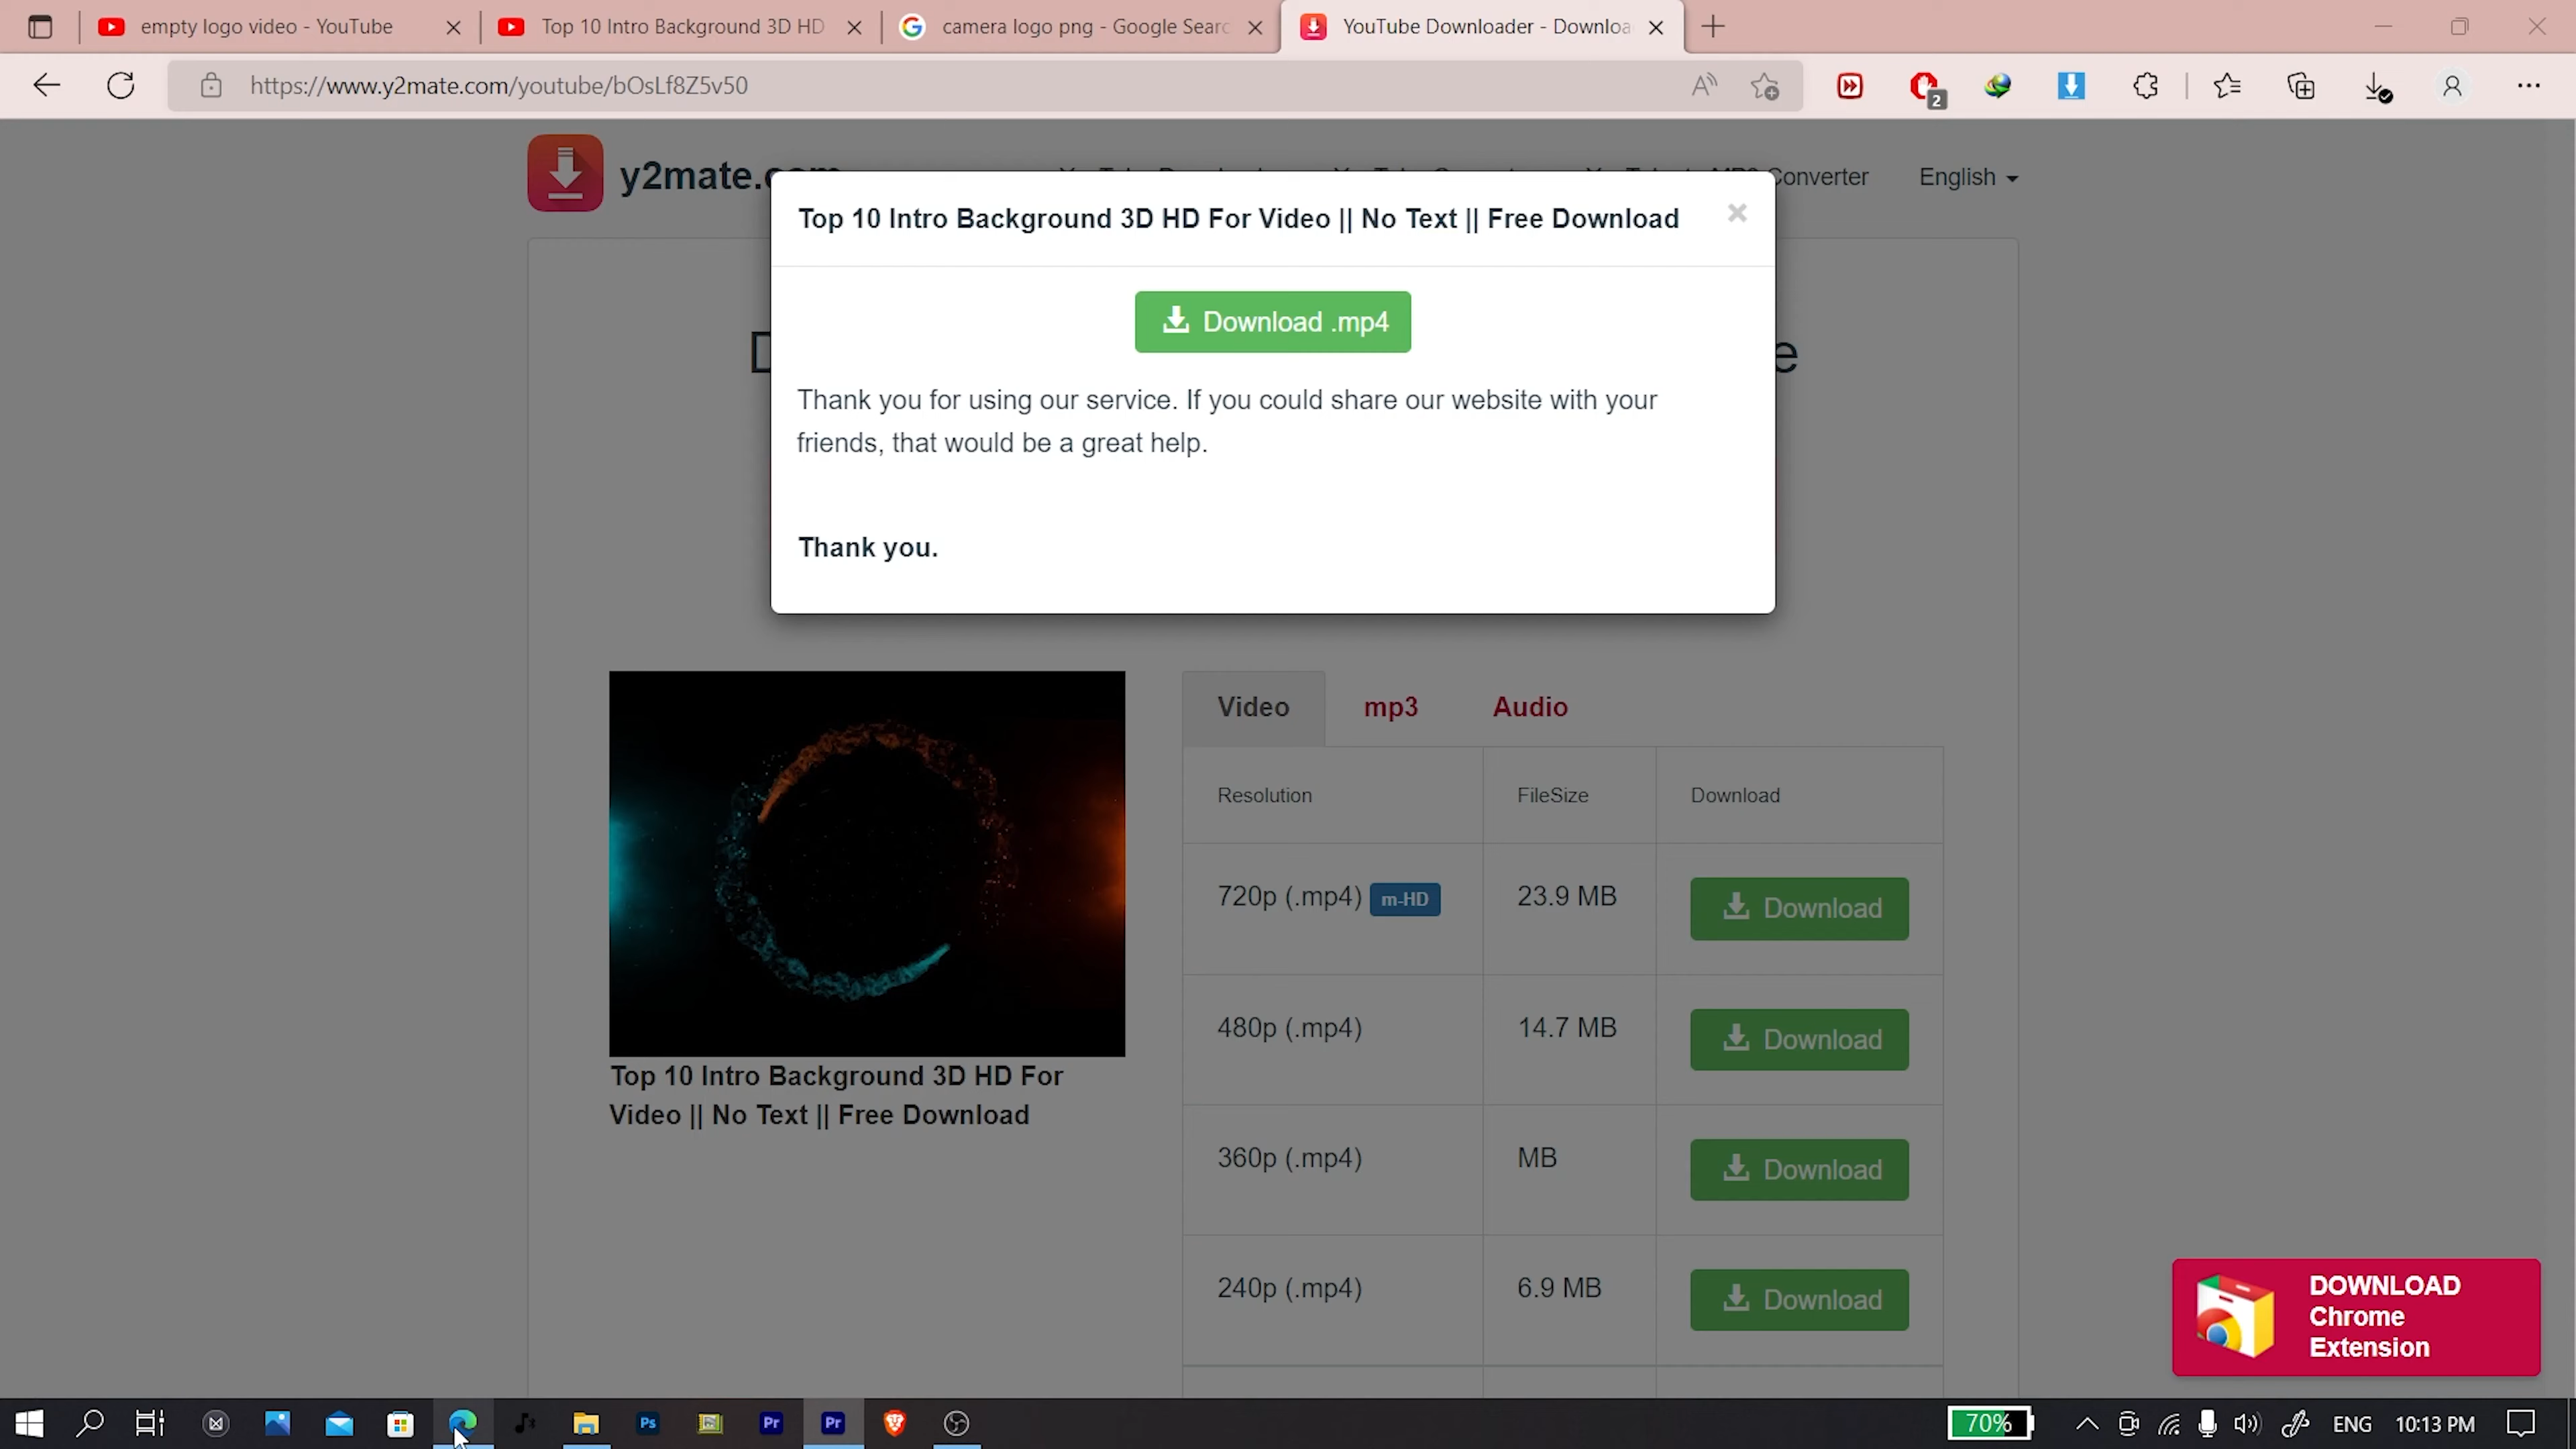 empty logo video - YouTube
Top 10 Intro Background 3D HD
camera logo png - Google Searc
YouTube Downloader - Downloa
https://www.y2mate.com/youtube/bOsLf8Z5v50
2
y2mate.com
Converter
English
Top 10 Intro Background 3D HD For Video || No Text || Free Download
Download .mp4
Thank you for using our service. If you could share our website with your
friends, that would be a great help.
Thank you.
Video
mp3
Audio
Resolution
FileSize
Download
720p (.mp4) m-HD
23.9 MB
Download
480p (.mp4)
14.7 MB
Download
360p (.mp4)
MB
Download
240p (.mp4)
6.9 MB
Download
Top 10 Intro Background 3D HD For
Video || No Text || Free Download
DOWNLOAD
Chrome
Extension
Ps
Pr
Pr
70%
ENG
10:13 PM